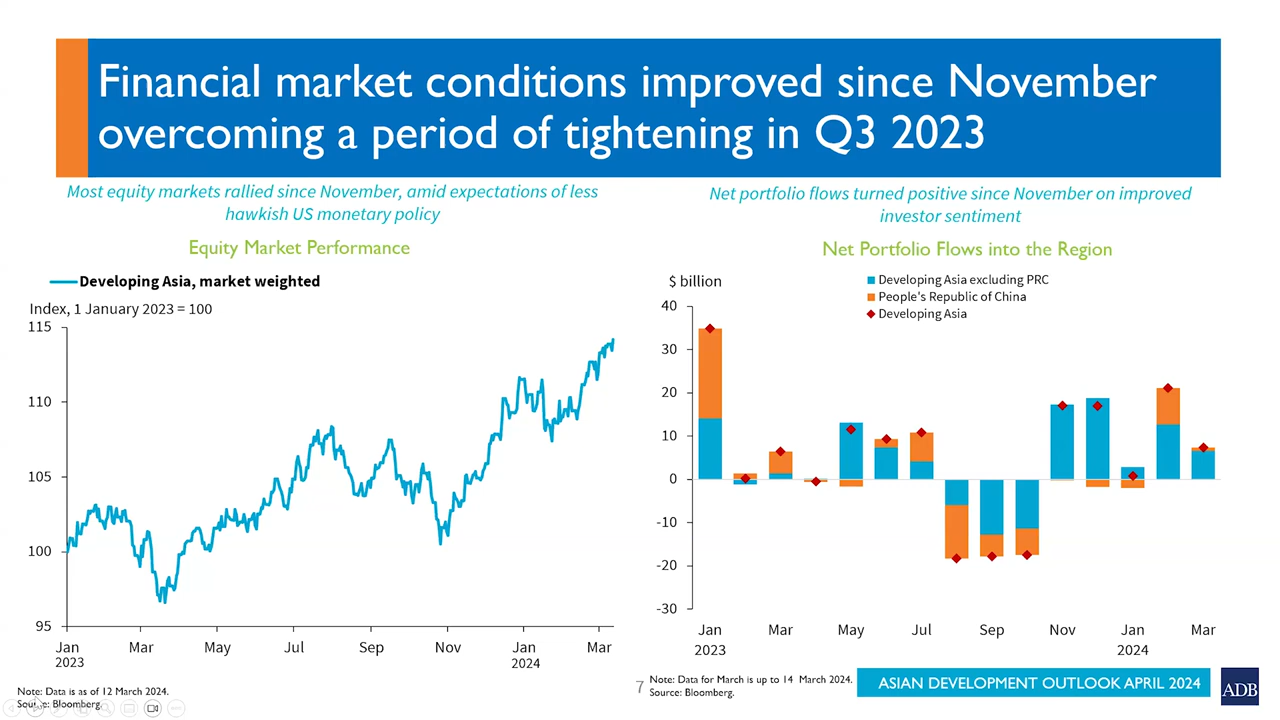 Financial market conditions improved since November
overcoming a period of tightening in Q3 2023
Most equity markets rallied since November, amid expectations of less
hawkish US monetary policy
Equity Market Performance
Developing Asia, market weighted
Index, 1 January 2023 = 100
115
110
105
100
95
Jan Mar May Jul Sep Nov Jan Mar
2023 2024
Note: Data is as of 12 March 2024.
Source: Bloomberg.
Net portfolio flows turned positive since November on improved
investor sentiment
Net Portfolio Flows into the Region
$ billion
Developing Asia excluding PRC
People's Republic of China
Developing Asia
40
30
20
10
0
-10
-20
-30
Jan Mar May Jul Sep Nov Jan Mar
2023 2024
7
Note: Data for March is up to 14 March 2024.
Source: Bloomberg.
ASIAN DEVELOPMENT OUTLOOK APRIL 2024
ADB